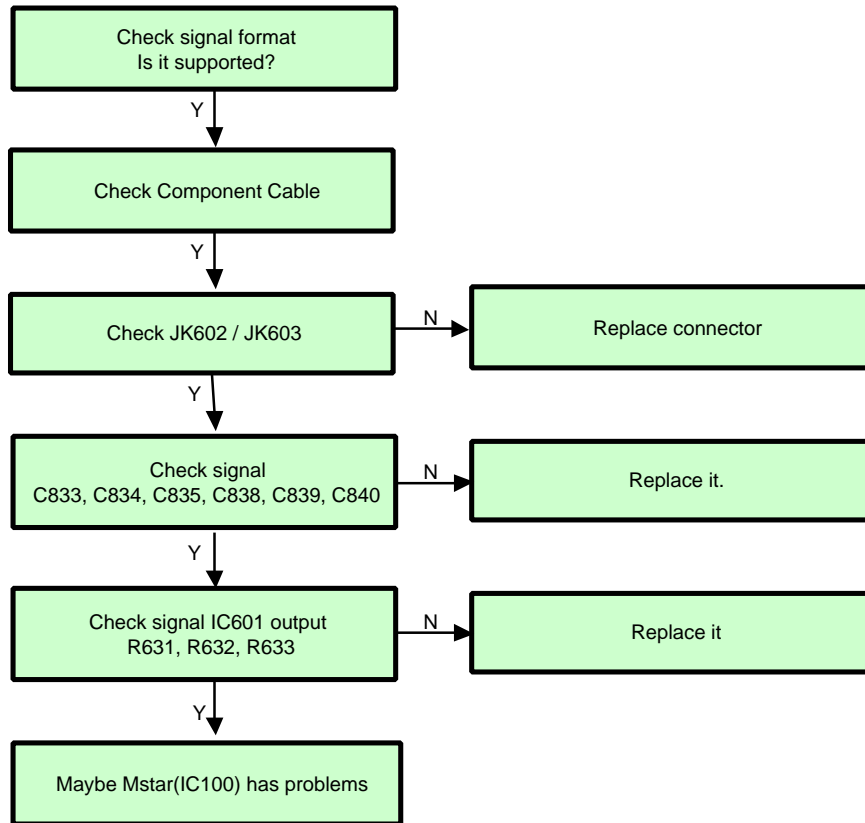 Check signal format
Is it supported?
Y
Check Component Cable
Y
Check JK602 / JK603
N
Replace connector
Y
Check signal
C833, C834, C835, C838, C839, C840
N
Replace it.
Y
Check signal IC601 output
R631, R632, R633
N
Replace it
Y
Maybe Mstar(IC100) has problems